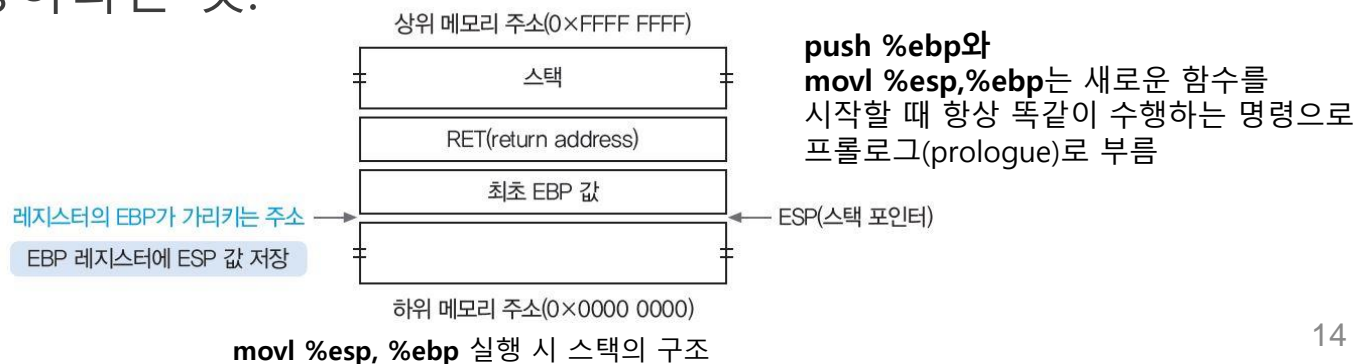 상위 메모리 주소(0×FFFF FFFF)
스택
RET(return address)
최초 EBP 값
레지스터의 EBP가 가리키는 주소
ESP(스택 포인터)
EBP 레지스터에 ESP 값 저장
하위 메모리 주소(0×0000 0000)
movl %esp, %ebp 실행 시 스택의 구조
push %ebp와
movl %esp,%ebp는 새로운 함수를
시작할 때 항상 똑같이 수행하는 명령으로
프롤로그(prologue)로 부름
14